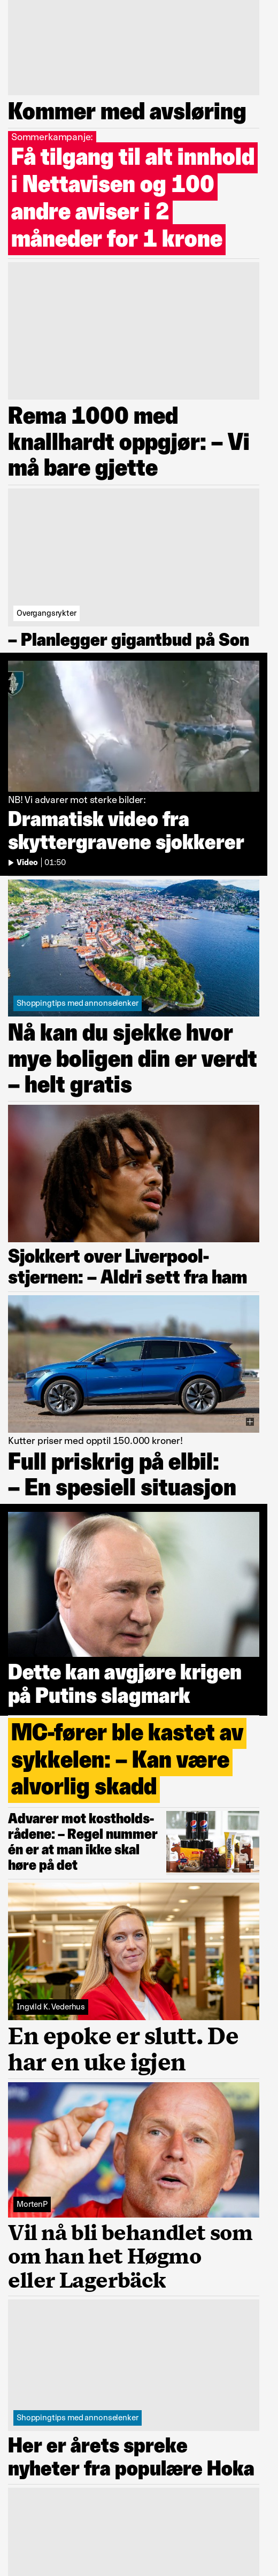 Kommer med avsløring
Sommerkampanje:
Få tilgang til alt innhold
i Nettavisen og 100
andre aviser i 2
måneder for 1 krone
Rema 1000 med
knallhardt oppgjør: – Vi
må bare gjette
Overgangsrykter
– Planlegger gigantbud på Son
NB! Vi advarer mot sterke bilder:
Dramatisk video fra
skyttergravene sjokkerer
Video | 01:50
Shoppingtips med annonselenker
Nå kan du sjekke hvor
mye boligen din er verdt
– helt gratis
Sjokkert over Liverpool-
stjernen: – Aldri sett fra ham
Kutter priser med opptil 150.000 kroner!
Full priskrig på elbil:
– En spesiell situasjon
Dette kan avgjøre krigen
på Putins slagmark
MC-fører ble kastet av
sykkelen: – Kan være
alvorlig skadd
Advarer mot kostholds-
rådene: – Regel nummer
én er at man ikke skal
høre på det
Ingvild K. Vederhus
En epoke er slutt. De
har en uke igjen
MortenP
Vil nå bli behandlet som
om han het Høgmo
eller Lagerbäck
Shoppingtips med annonselenker
Her er årets spreke
nyheter fra populære Hoka